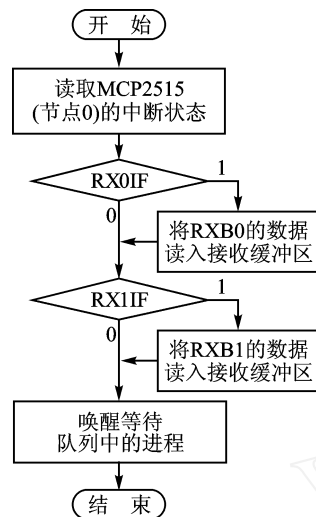 开 始
读取MCP2515
(节点0)的中断状态
RX0IF
1
0
将RXB0的数据
读入接收缓冲区
RX1IF
1
0
将RXB1的数据
读入接收缓冲区
唤醒等待
队列中的进程
结 束